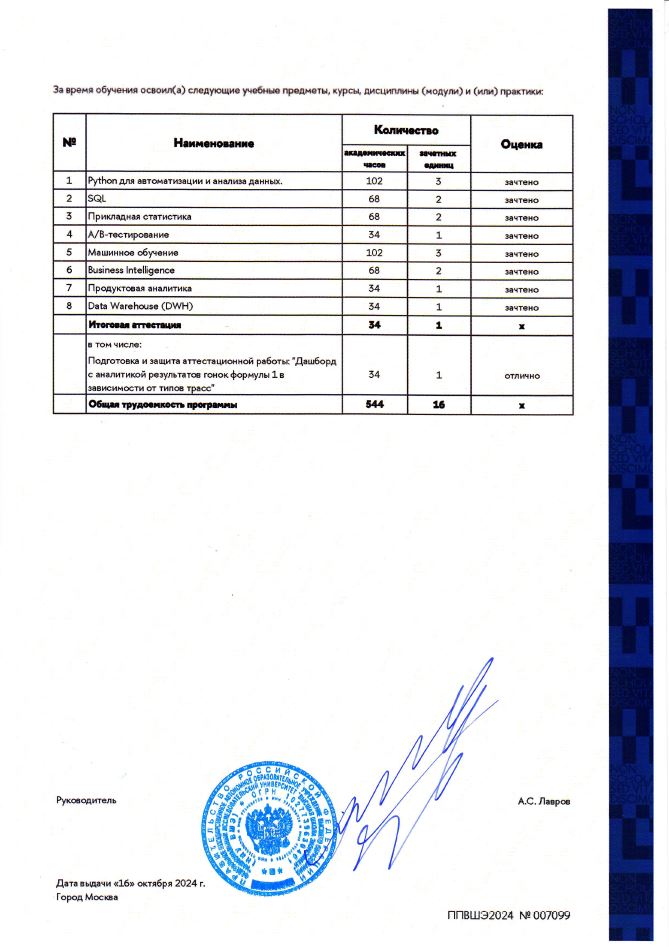 За время обучения освоил(а) следующие учебные предметы, курсы, дисциплины (модули) и (или) практики:
№ Наименование Количество Оценка
академических часов зачетных единиц
1 Python для автоматизации и анализа данных. 102 3 зачтено
2 SQL 68 2 зачтено
3 Прикладная статистика 68 2 зачтено
4 A/B-тестирование 34 1 зачтено
5 Машинное обучение 102 3 зачтено
6 Business Intelligence 68 2 зачтено
7 Продуктовая аналитика 34 1 зачтено
8 Data Warehouse (DWH) 34 1 зачтено
Итоговая аттестация 34 1 х
в том числе:
Подготовка и защита аттестационной работы: "Дашборд
с аналитикой результатов гонок формулы 1 в 34 1 отлично
зависимости от типов трасс"
Общая трудоемкость программы 544 16 х
Руководитель А.С. Лавров
ПРАВИТЕЛЬСТВО РОССИЙСКОЙ ФЕДЕРАЦИИ
Дата выдачи «16» октября 2024 г.
Город Москва
ППВШЭ2024 № 007099